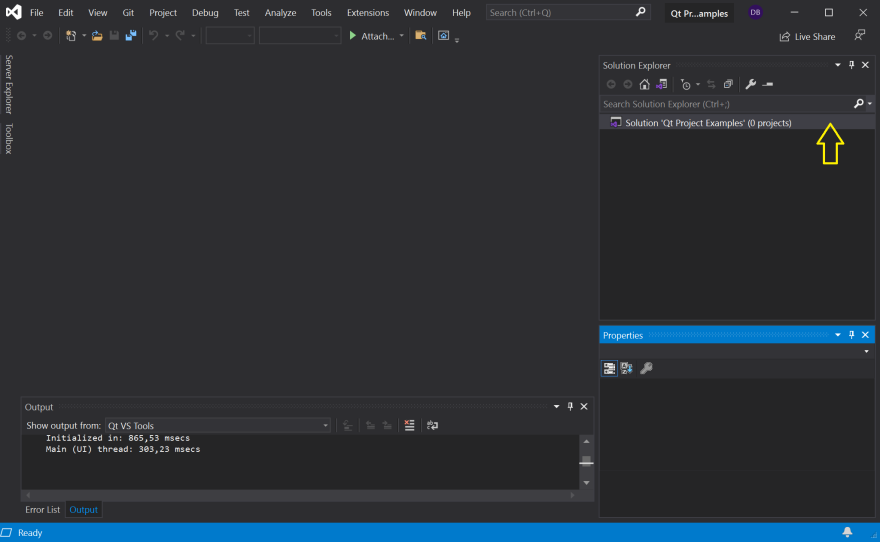 File Edit View Git Project Debug Test Analyze Tools Extensions Window Help Search (Ctrl+Q) Qt Pr...amples DB
Attach... Live Share
Server Explorer
Toolbox
Solution Explorer
Search Solution Explorer (Ctrl+;)
Solution 'Qt Project Examples' (0 projects)
Properties
Output
Show output from: Qt VS Tools
Initialized in: 865,53 msecs
Main (UI) thread: 303,23 msecs
Error List Output
Ready